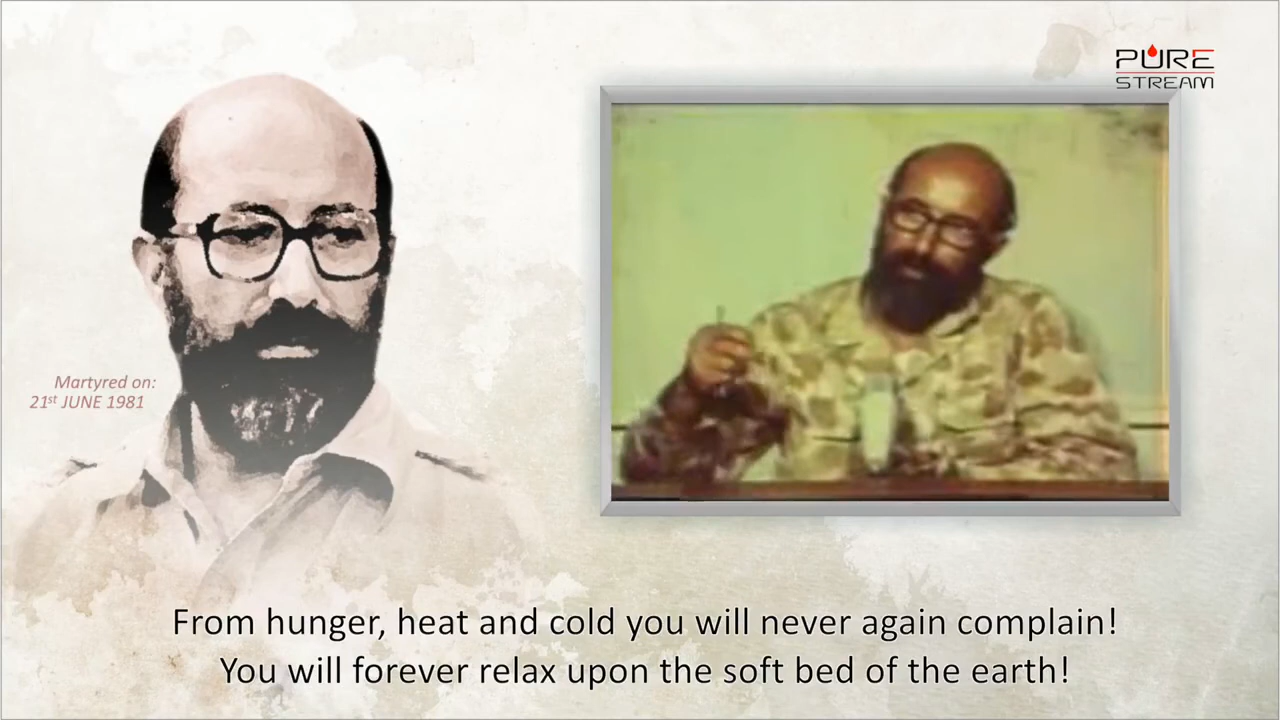 PURE
STREAM
Martyred on:
21st JUNE 1981
From hunger, heat and cold you will never again complain!
You will forever relax upon the soft bed of the earth!